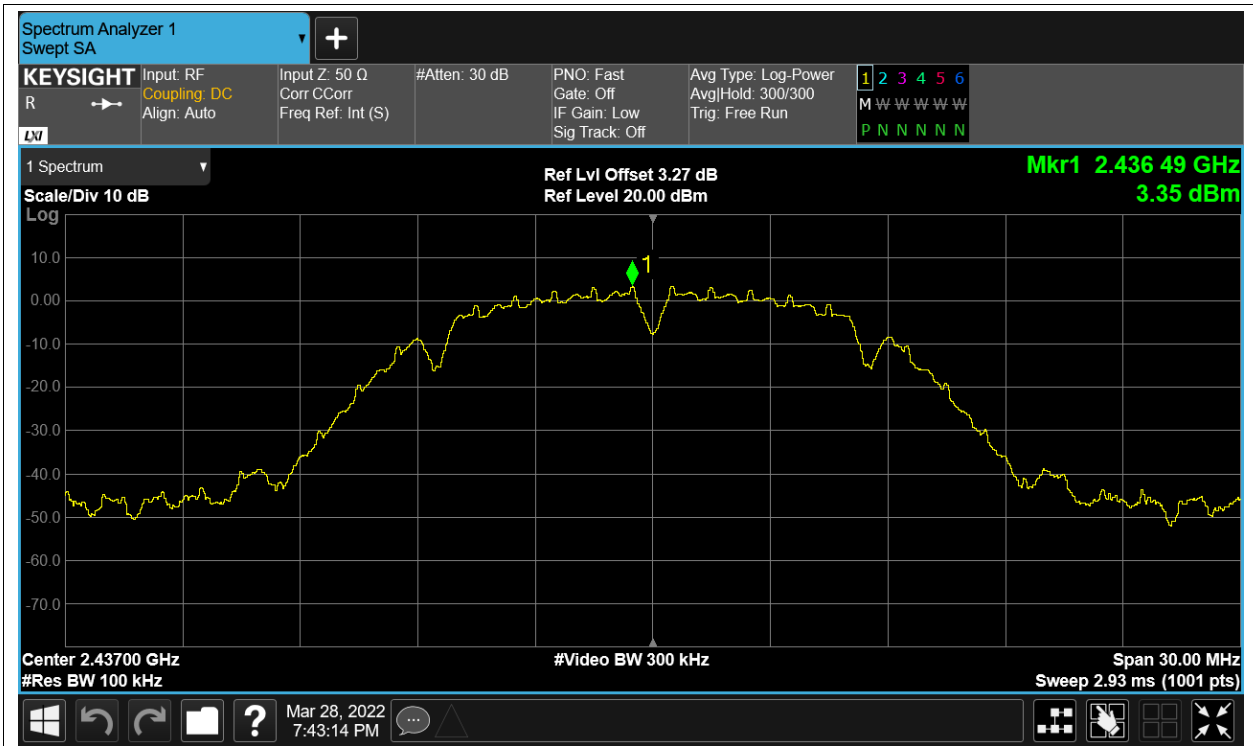 Spectrum Analyzer 1
Swept SA
KEYSIGHT
R
LXI
Input: RF
Coupling: DC
Align: Auto
Input Z: 50 Ω
Corr CCorr
Freq Ref: Int (S)
#Atten: 30 dB
PNO: Fast
Gate: Off
IF Gain: Low
Sig Track: Off
Avg Type: Log-Power
Avg|Hold: 300/300
Trig: Free Run
1 2 3 4 5 6
M W W W W W
P N N N N N
1 Spectrum
Scale/Div 10 dB
Ref Lvl Offset 3.27 dB
Ref Level 20.00 dBm
Mkr1 2.436 49 GHz
3.35 dBm
Log
1
10.0
0.00
-10.0
-20.0
-30.0
-40.0
-50.0
-60.0
-70.0
Center 2.43700 GHz
#Video BW 300 kHz
Span 30.00 MHz
#Res BW 100 kHz
Sweep 2.93 ms (1001 pts)
?
Mar 28, 2022
7:43:14 PM